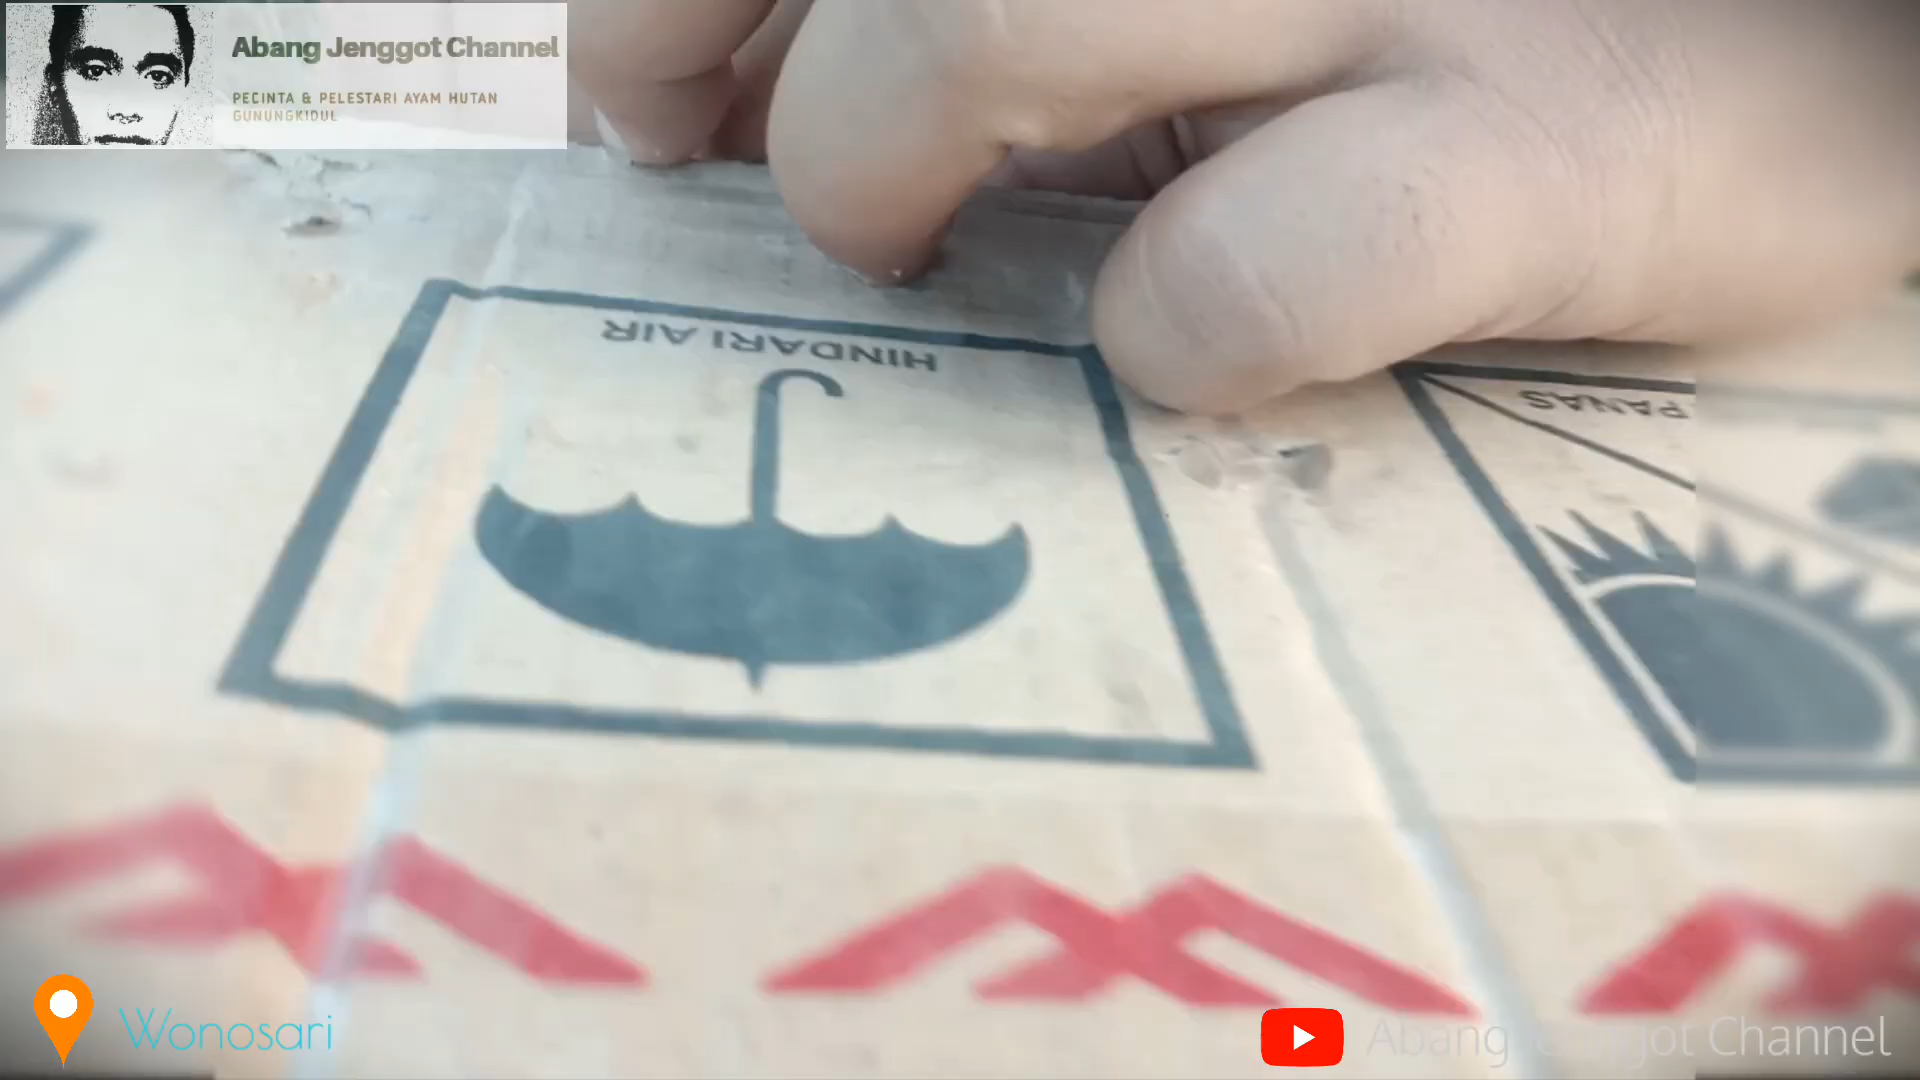 Abang Jenggot Channel
PECINTA & PELESTARI AYAM HUTAN
GUNUNGKIDUL
HINDARI AIR
PANAS
Wonosari
Abang Jenggot Channel